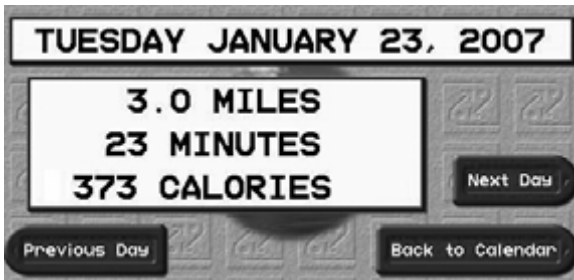 TUESDAY JANUARY 23, 2007
3.0 MILES
23 MINUTES
373 CALORIES
Next Day
Previous Day
Back to Calendar